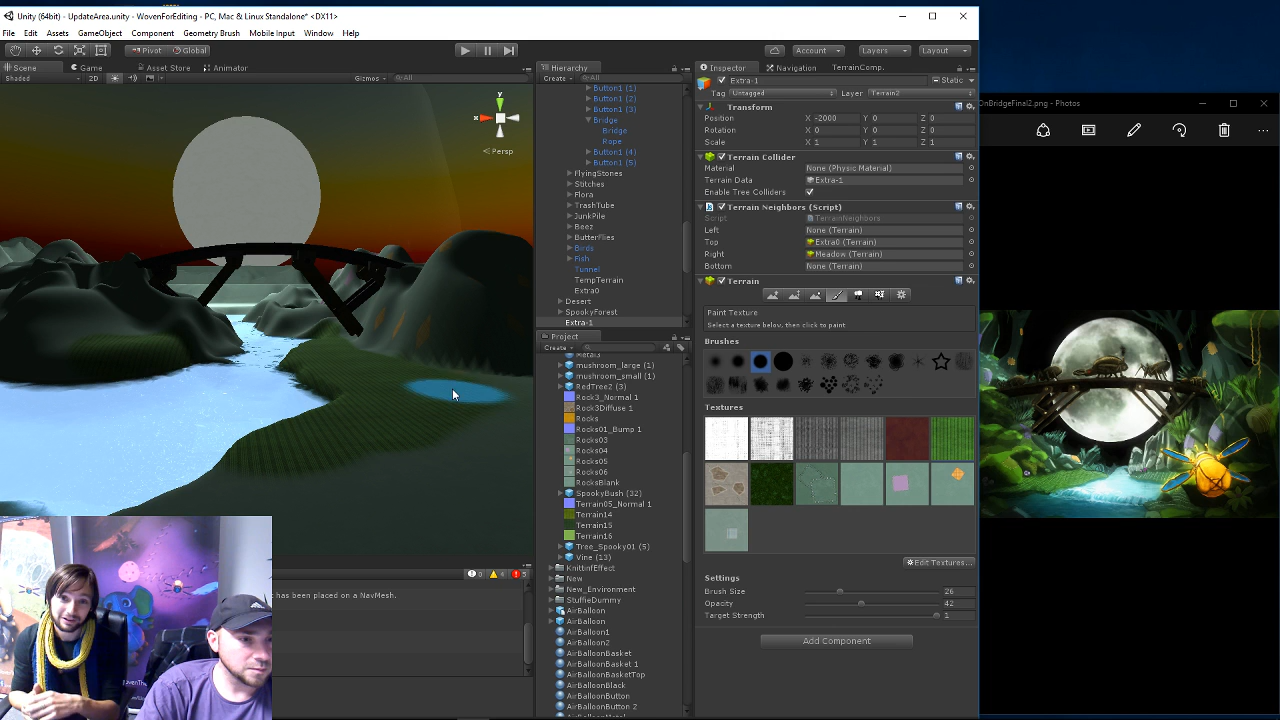 Unity (64bit) - UpdateArea.unity - WovenForEditing - PC, Mac & Linux Standalone* <DX11>
File Edit Assets GameObject Component Geometry Brush Mobile Input Window Help
Pivot Global Account Layers Layout
Scene Game Asset Store Animator
Shaded 2D Gizmos All
y
x
Persp
Hierarchy
Create All
Button1 (1)
Button1 (2)
Button1 (3)
Bridge
Bridge
Rope
Button1 (4)
Button1 (5)
FlyingStones
Stitches
Flora
TrashTube
JunkPile
Beez
ButterFlies
Birds
Fish
Tunnel
TempTerrain
Extra0
Desert
SpookyForest
Extra-1
Project
Create
Metal3
mushroom_large (1)
mushroom_small (1)
RedTree2 (3)
Rock3_Normal 1
Rock3Diffuse 1
Rocks
Rocks01_Bump 1
Rocks03
Rocks04
Rocks05
Rocks06
RocksBlank
SpookyBush (32)
Terrain05_Normal 1
Terrain14
Terrain15
Terrain16
Tree_Spooky01 (5)
Vine (13)
KnittinfEffect
New
New_Environment
StuffieDummy
AirBalloon
AirBalloon
AirBalloon1
AirBalloon2
AirBalloonBasket
AirBalloonBasket 1
AirBalloonBasketTop
AirBalloonBlack
AirBalloonButton
AirBalloonButton 2
AirBalloonMetal
Inspector Navigation TerrainComp.
Extra-1 Static
Tag Untagged Layer Terrain2
Transform
Position X -2000 Y 0 Z 0
Rotation X 0 Y 0 Z 0
Scale X 1 Y 1 Z 1
Terrain Collider
Material None (Physic Material)
Terrain Data Extra-1
Enable Tree Colliders
Terrain Neighbors (Script)
Script TerrainNeighbors
Left None (Terrain)
Top Extra0 (Terrain)
Right Meadow (Terrain)
Bottom None (Terrain)
Terrain
Paint Texture
Select a texture below, then click to paint
Brushes
Textures
Edit Textures...
Settings
Brush Size 26
Opacity 42
Target Strength 1
Add Component
0 4 5
has been placed on a NavMesh.
OnBridgeFinal2.png - Photos